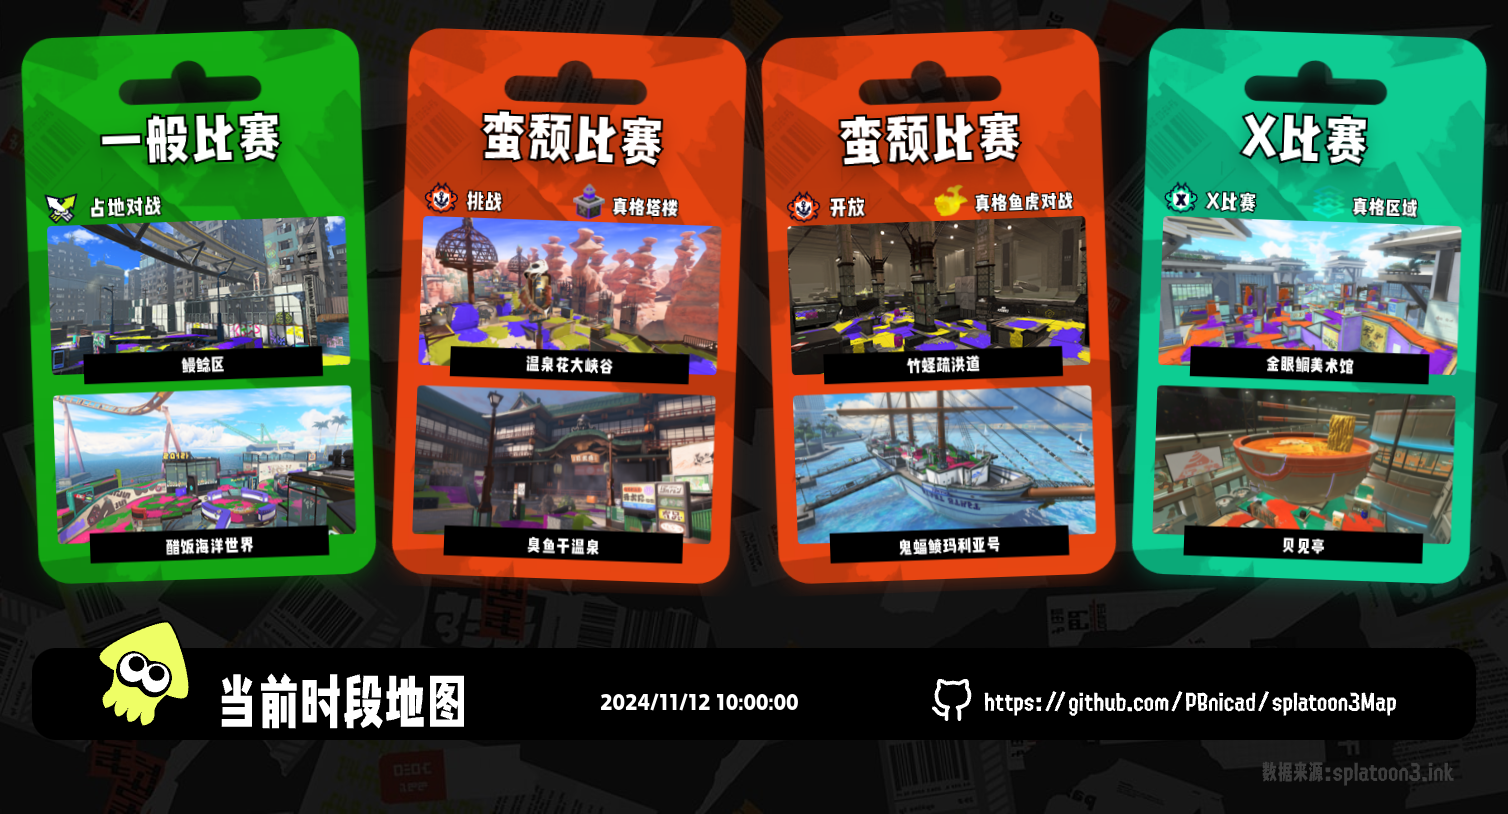 一般比赛
占地对战
鳗鲶区
醋饭海洋世界
蛮颓比赛
挑战
真格塔楼
温泉花大峡谷
臭鱼干温泉
蛮颓比赛
开放
真格鱼虎对战
竹蛏疏洪道
鬼蝠鲼玛利亚号
X比赛
X比赛
真格区域
金眼鲷美术馆
贝见亭
当前时段地图
2024/11/12 10:00:00
https://github.com/PBnicad/splatoon3Map
数据来源:splatoon3.ink